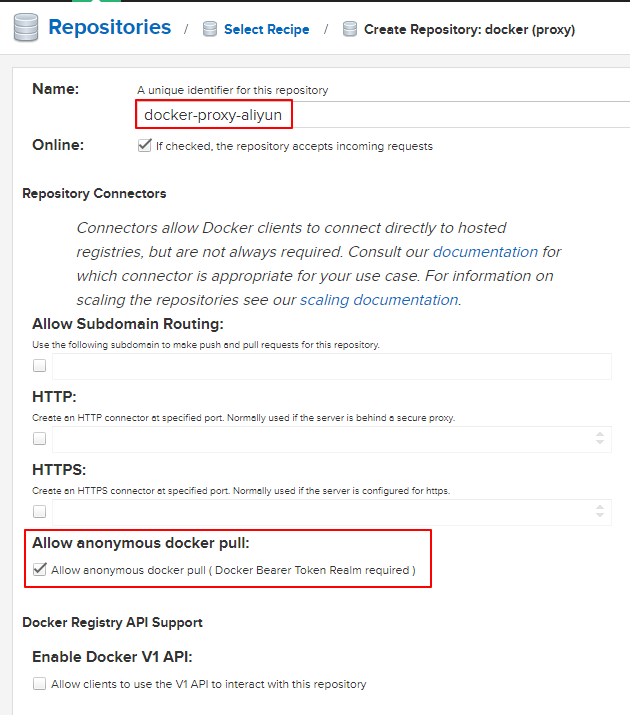 Repositories / Select Recipe / Create Repository: docker (proxy)
Name: A unique identifier for this repository
docker-proxy-aliyun
Online: If checked, the repository accepts incoming requests
Repository Connectors
Connectors allow Docker clients to connect directly to hosted
registries, but are not always required. Consult our documentation for
which connector is appropriate for your use case. For information on
scaling the repositories see our scaling documentation.
Allow Subdomain Routing:
Use the following subdomain to make push and pull requests for this repository.
HTTP:
Create an HTTP connector at specified port. Normally used if the server is behind a secure proxy.
HTTPS:
Create an HTTPS connector at specified port. Normally used if the server is configured for https.
Allow anonymous docker pull:
Allow anonymous docker pull ( Docker Bearer Token Realm required )
Docker Registry API Support
Enable Docker V1 API:
Allow clients to use the V1 API to interact with this repository